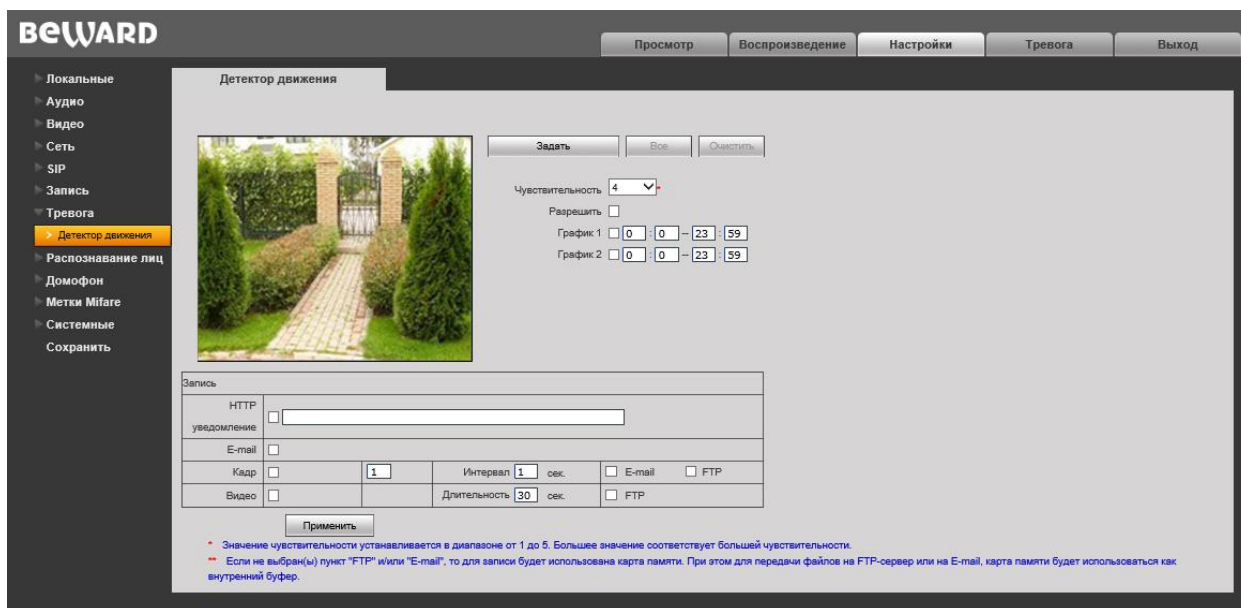 BEWARD
Просмотр Воспроизведение Настройки Тревога Выход
Локальные
Аудио
Видео
Сеть
SIP
Запись
Тревога
Детектор движения
Распознавание лиц
Домофон
Метки Mifare
Системные
Сохранить
Детектор движения
Задать Все Очистить
Чувствительность 4 *
Разрешить
График 1 0 : 0 – 23 : 59
График 2 0 : 0 – 23 : 59
Запись
HTTP
уведомление
E-mail
Кадр 1 Интервал 1 сек. E-mail FTP
Видео Длительность 30 сек. FTP
Применить
* Значение чувствительности устанавливается в диапазоне от 1 до 5. Большее значение соответствует большей чувствительности.
** Если не выбран(ы) пункт "FTP" и/или "E-mail", то для записи будет использована карта памяти. При этом для передачи файлов на FTP-сервер или на E-mail, карта памяти будет использоваться как
внутренний буфер.